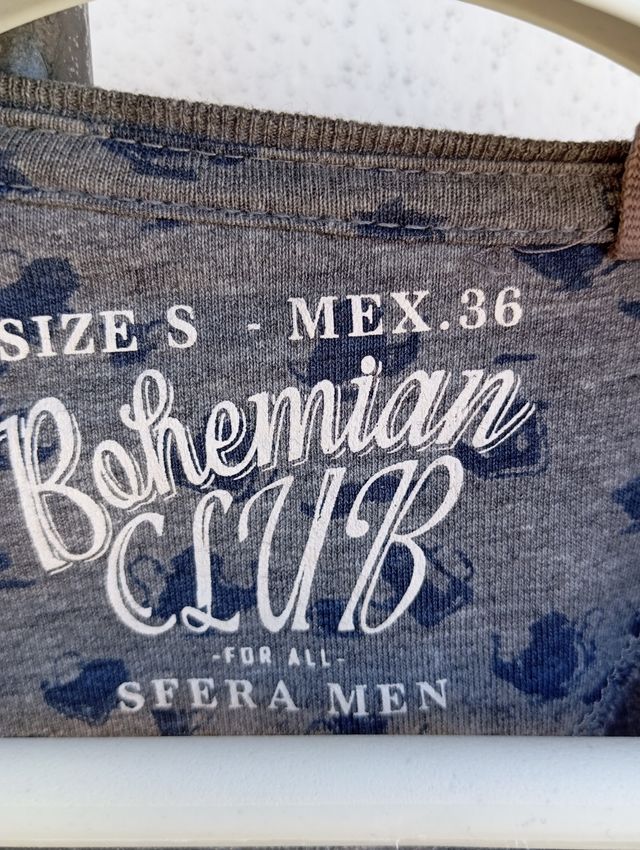 SIZE S - MEX.36
Bohemian
CLUB
-FOR ALL-
SFERA MEN